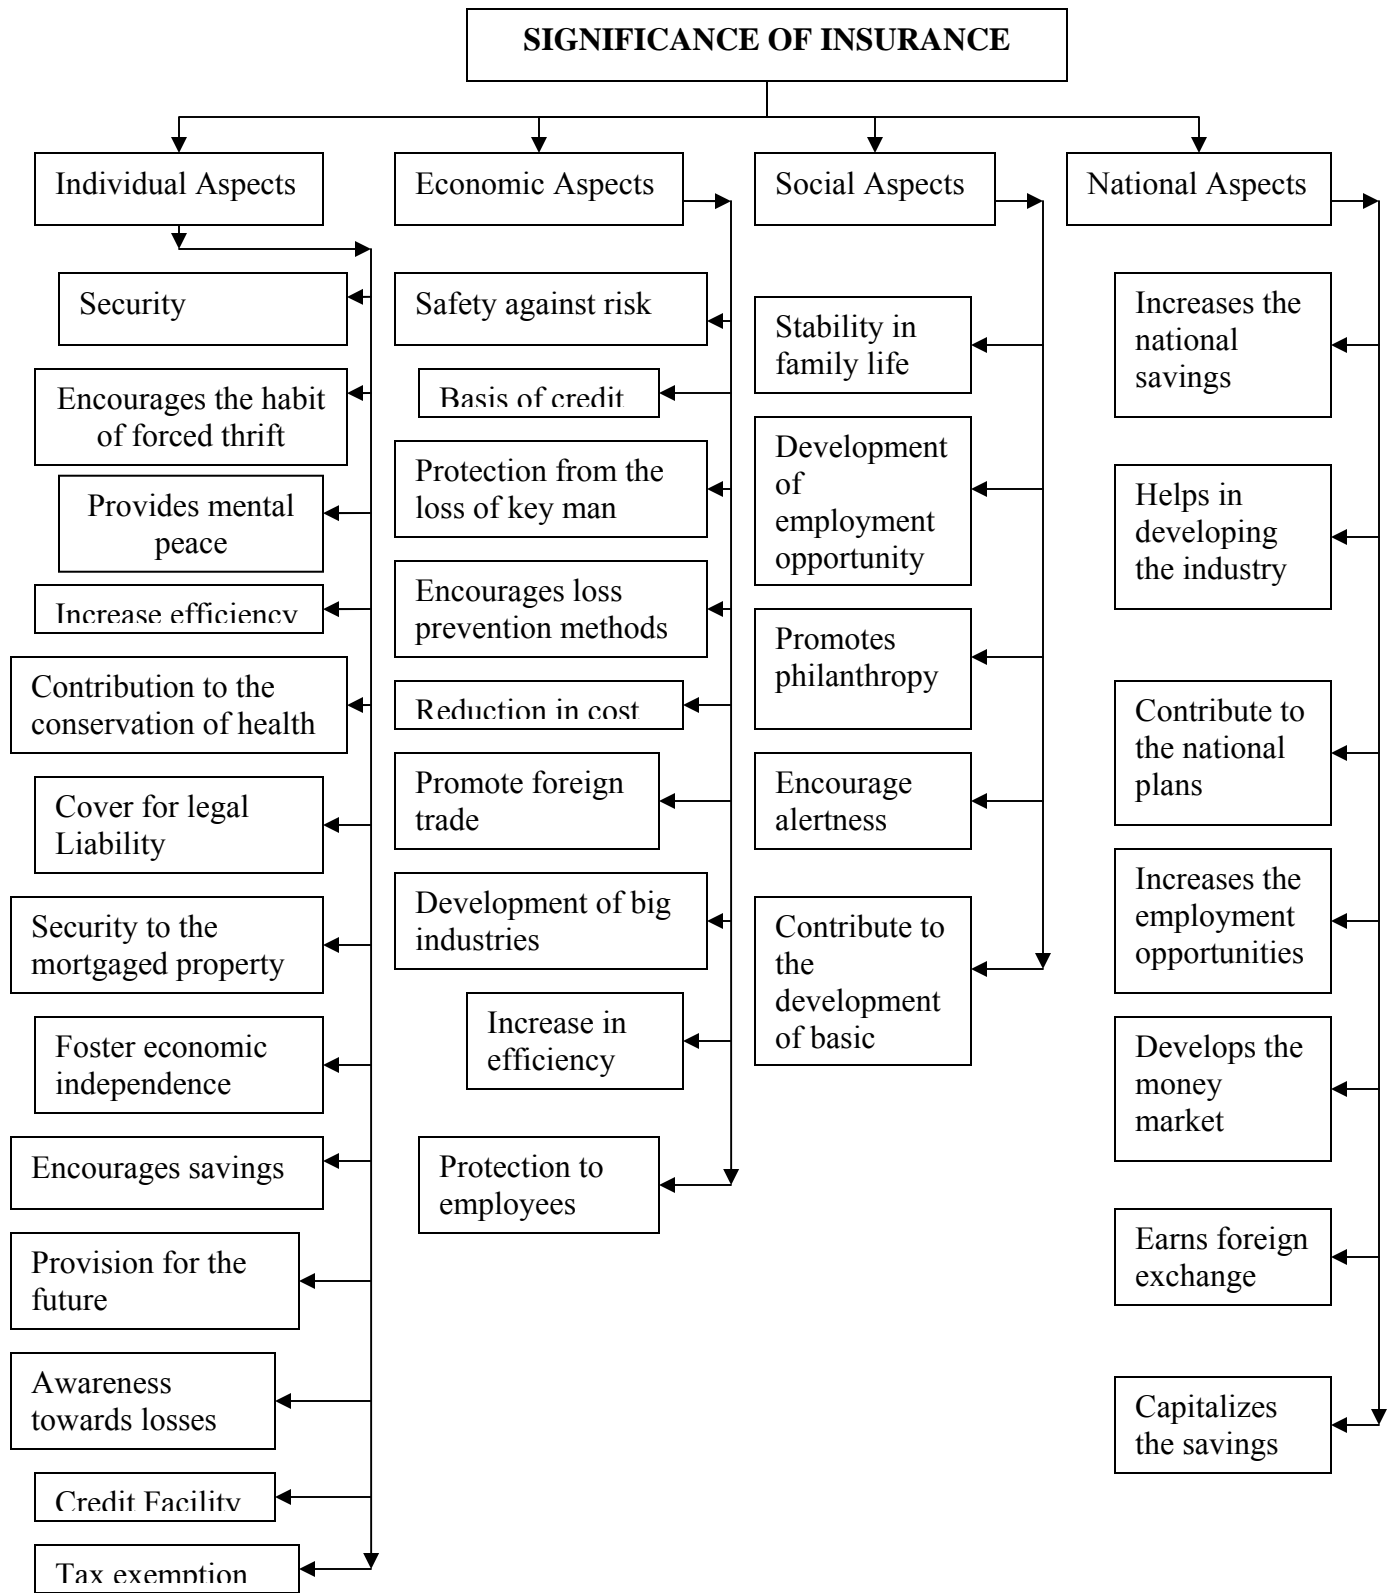 SIGNIFICANCE OF INSURANCE
Individual Aspects
Security
Encourages the habit
of forced thrift
Provides mental
peace
Increase efficiency
Contribution to the
conservation of health
Cover for legal
Liability
Security to the
mortgaged property
Foster economic
independence
Encourages savings
Provision for the
future
Awareness
towards losses
Credit Facility
Tax exemption
Economic Aspects
Safety against risk
Basis of credit
Protection from the
loss of key man
Encourages loss
prevention methods
Reduction in cost
Promote foreign
trade
Development of big
industries
Increase in
efficiency
Protection to
employees
Social Aspects
Stability in
family life
Development
of
employment
opportunity
Promotes
philanthropy
Encourage
alertness
Contribute to
the
development
of basic
National Aspects
Increases the
national
savings
Helps in
developing
the industry
Contribute to
the national
plans
Increases the
employment
opportunities
Develops the
money
market
Earns foreign
exchange
Capitalizes
the savings